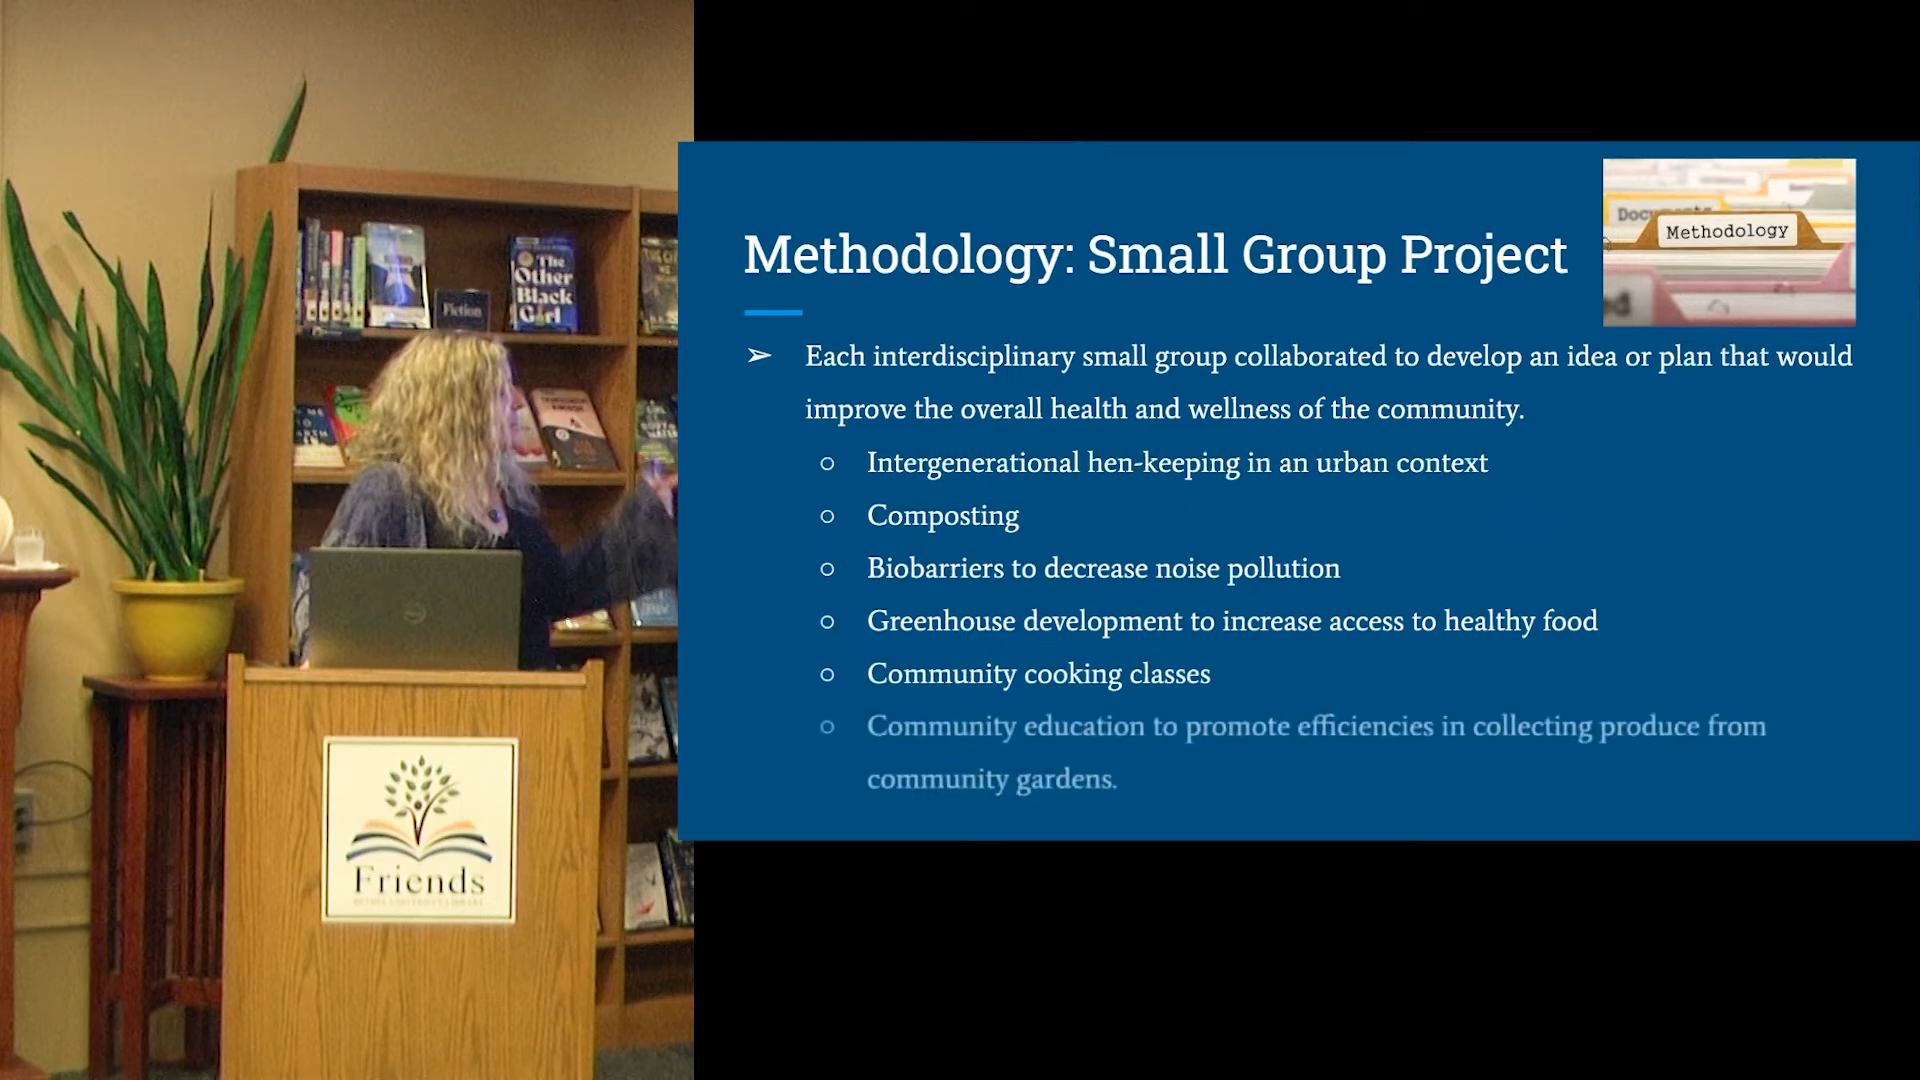 Fiction
The
Other
Black
Girl
Friends
Methodology: Small Group Project
Methodology
➢ Each interdisciplinary small group collaborated to develop an idea or plan that would
improve the overall health and wellness of the community.
○ Intergenerational hen-keeping in an urban context
○ Composting
○ Biobarriers to decrease noise pollution
○ Greenhouse development to increase access to healthy food
○ Community cooking classes
○ Community education to promote efficiencies in collecting produce from
community gardens.